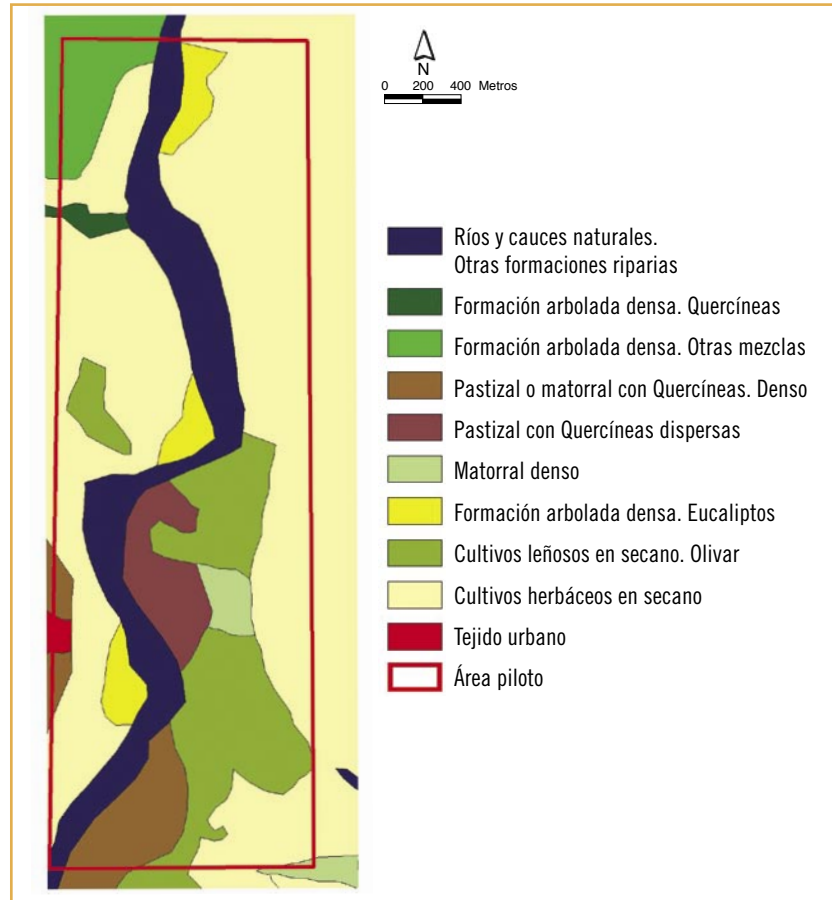 N
0 200 400 Metros
Ríos y cauces naturales.
Otras formaciones riparias
Formación arbolada densa. Quercíneas
Formación arbolada densa. Otras mezclas
Pastizal o matorral con Quercíneas. Denso
Pastizal con Quercíneas dispersas
Matorral denso
Formación arbolada densa. Eucaliptos
Cultivos leñosos en secano. Olivar
Cultivos herbáceos en secano
Tejido urbano
Área piloto